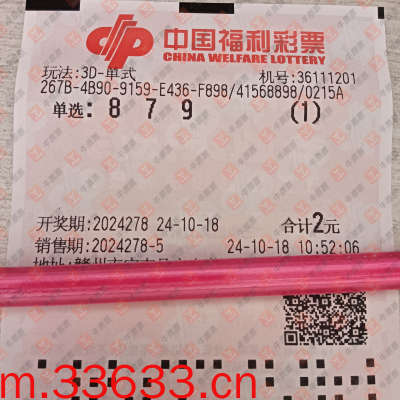 中国福利彩票
CHINA WELFARE LOTTERY
玩法:3D-单式 机号:36111201
267B-4B90-9159-E436-F898/41568898/0215A
单选: 8 7 9 (1)
开奖期:2024278 24-10-18 合计2元
销售期:2024278-5 24-10-18 10:52:06
地址:
m.33633.cn